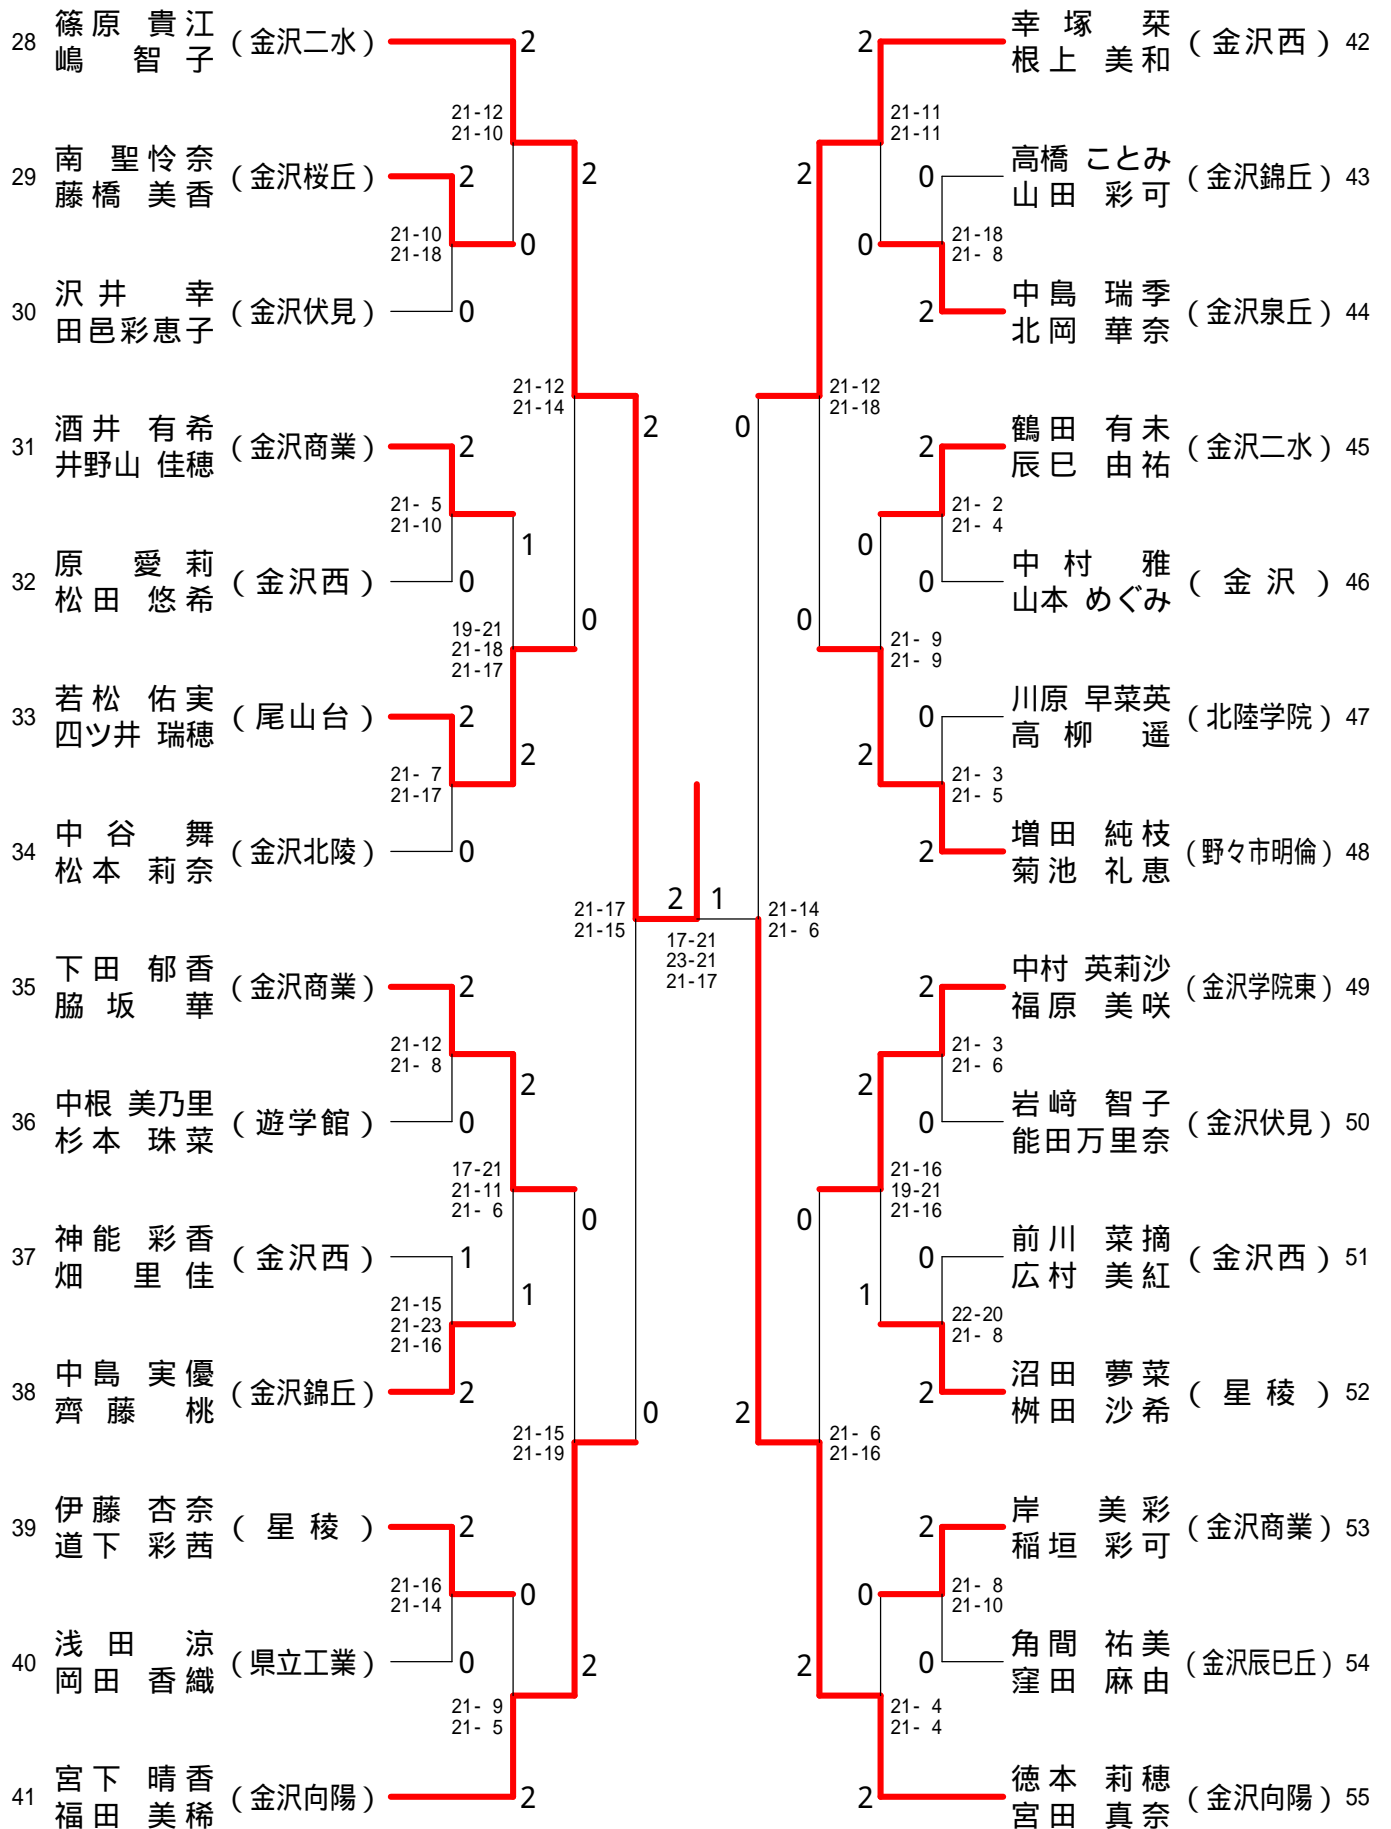 28 篠原 貴江 (金沢二水) 2
嶋 智子
21-12
21-10
29 南 聖怜奈 (金沢桜丘) 2
藤橋 美香
2
21-10
21-18
0
30 沢井 幸 (金沢伏見) 0
田邑彩恵子
21-12
21-14
2
31 酒井 有希 (金沢商業) 2
井野山 佳穂
21- 5
21-10
1
32 原 愛莉 (金沢西) 0
松田 悠希
0
19-21
21-18
21-17
33 若松 佑実 (尾山台) 2
四ツ井 瑞穂
2
21- 7
21-17
34 中谷 舞 (金沢北陵) 0
松本 莉奈
21-17
21-15
2 1
17-21
23-21
21-17
35 下田 郁香 (金沢商業) 2
脇坂 華
21-12
21- 8
2
36 中根 美乃里 (遊学館) 0
杉本 珠菜
17-21
21-11
21- 6
0
37 神能 彩香 (金沢西) 1
畑 里佳
1
21-15
21-23
21-16
38 中島 実優 (金沢錦丘) 2
齊藤 桃
0
21-15
21-19
39 伊藤 杏奈 (星稜) 2
道下 彩茜
21-16
21-14
0
40 浅田 涼 (県立工業) 0
岡田 香織
2
21- 9
21- 5
41 宮下 晴香 (金沢向陽) 2
福田 美稀
2 幸塚 栞 (金沢西) 42
根上 美和
21-11
21-11
2
0 高橋 ことみ (金沢錦丘) 43
山田 彩可
0
21-18
21- 8
2 中島 瑞季 (金沢泉丘) 44
北岡 華奈
0
21-12
21-18
2 鶴田 有未 (金沢二水) 45
辰巳 由祐
21- 2
21- 4
0
0 中村 雅 (金沢) 46
山本 めぐみ
0
21- 9
21- 9
0 川原 早菜英 (北陸学院) 47
高柳 遥
2
21- 3
21- 5
2 増田 純枝 (野々市明倫) 48
菊池 礼恵
21-14
21- 6
2 中村 英莉沙 (金沢学院東) 49
福原 美咲
21- 3
21- 6
2
0 岩﨑 智子 (金沢伏見) 50
能田万里奈
21-16
19-21
21-16
0
0 前川 菜摘 (金沢西) 51
広村 美紅
1
22-20
21- 8
2 沼田 夢菜 (星稜) 52
桝田 沙希
2
21- 6
21-16
2 岸 美彩 (金沢商業) 53
稲垣 彩可
0
21- 8
21-10
0 角間 祐美 (金沢辰巳丘) 54
窪田 麻由
2
21- 4
21- 4
2 徳本 莉穂 (金沢向陽) 55
宮田 真奈